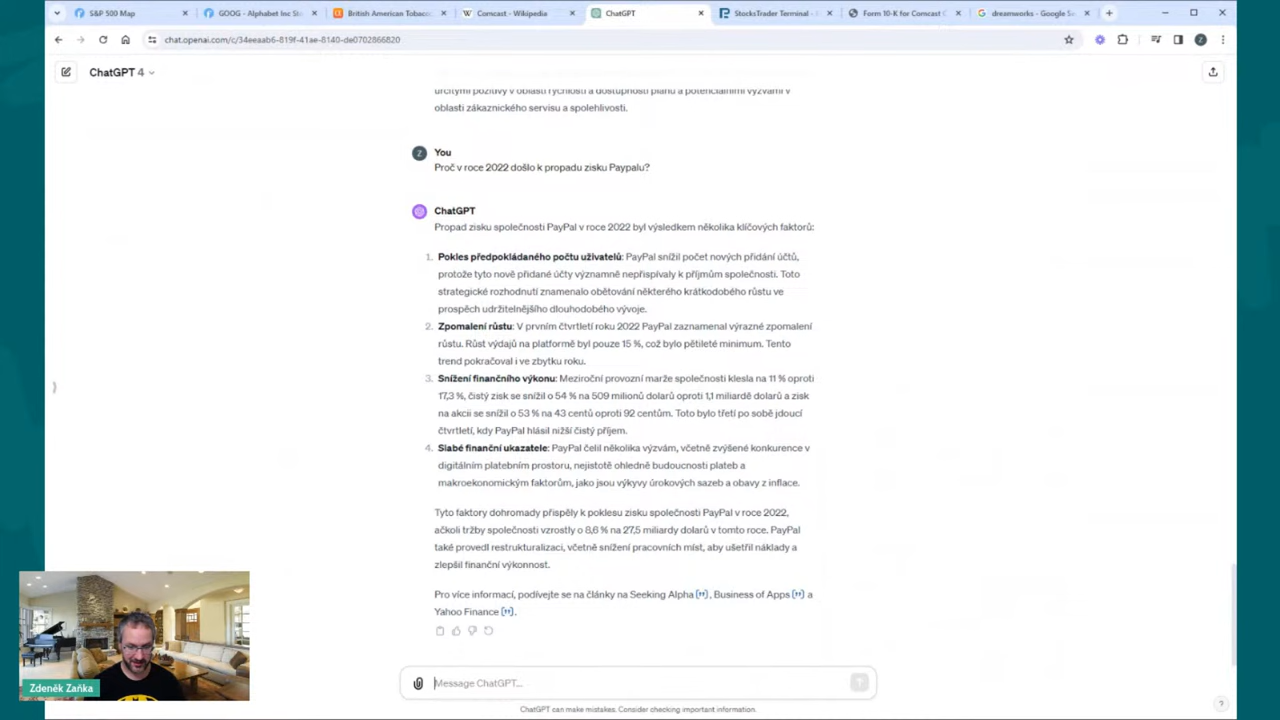 S&P 500 Map
GOOG - Alphabet Inc Sto
British American Tobacco
Comcast - Wikipedia
ChatGPT
StocksTrader Terminal -
Form 10-K for Comcast C
dreamworks - Google Se
chat.openai.com/c/34eeaab6-819f-41ae-8140-de0702866820
ChatGPT 4
určitými pozitivy v oblasti rychlosti a dostupnosti plánů a potenciálními výzvami v
oblasti zákaznického servisu a spolehlivosti.
You
Proč v roce 2022 došlo k propadu zisku Paypalu?
ChatGPT
Propad zisku společnosti PayPal v roce 2022 byl výsledkem několika klíčových faktorů:
1. Pokles předpokládaného počtu uživatelů: PayPal snížil počet nových přidání účtů,
protože tyto nově přidané účty významně nepřispívaly k příjmům společnosti. Toto
strategické rozhodnutí znamenalo obětování některého krátkodobého růstu ve
prospěch udržitelnějšího dlouhodobého vývoje.
2. Zpomalení růstu: V prvním čtvrtletí roku 2022 PayPal zaznamenal výrazné zpomalení
růstu. Růst výdajů na platformě byl pouze 15 %, což bylo pětileté minimum. Tento
trend pokračoval i ve zbytku roku.
3. Snížení finančního výkonu: Meziroční provozní marže společnosti klesla na 11 % oproti
17,3 %, čistý zisk se snížil o 54 % na 509 milionů dolarů oproti 1,1 miliardě dolarů a zisk
na akcii se snížil o 53 % na 43 centů oproti 92 centům. Toto bylo třetí po sobě jdoucí
čtvrtletí, kdy PayPal hlásil nižší čistý příjem.
4. Slabé finanční ukazatele: PayPal čelil několika výzvám, včetně zvýšené konkurence v
digitálním platebním prostoru, nejistotě ohledně budoucnosti plateb a
makroekonomickým faktorům, jako jsou výkyvy úrokových sazeb a obavy z inflace.
Tyto faktory dohromady přispěly k poklesu zisku společnosti PayPal v roce 2022,
ačkoli tržby společnosti vzrostly o 8,6 % na 27,5 miliardy dolarů v tomto roce. PayPal
také provedl restrukturalizaci, včetně snížení pracovních míst, aby ušetřil náklady a
zlepšil finanční výkonnost.
Pro více informací, podívejte se na články na Seeking Alpha ["], Business of Apps ["] a
Yahoo Finance ["].
Message ChatGPT...
ChatGPT can make mistakes. Consider checking important information.
Zdeněk Zaňka